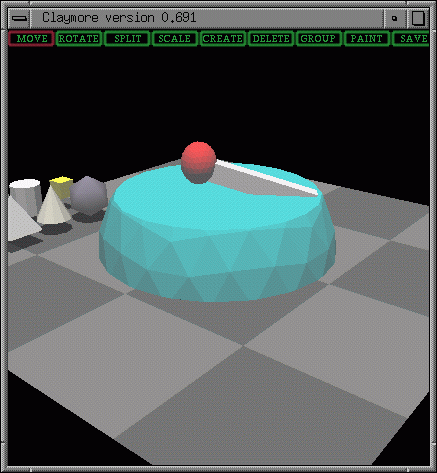 Claymore version 0.691
MOVE ROTATE SPLIT SCALE CREATE DELETE GROUP PAINT SAVE